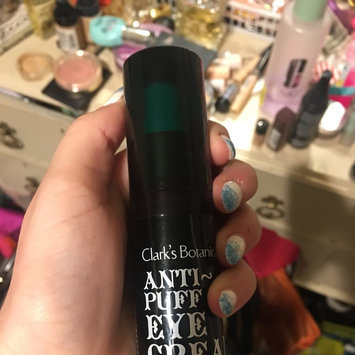 Clark's Botanic
ANTI~
PUFF
EYE
CREA